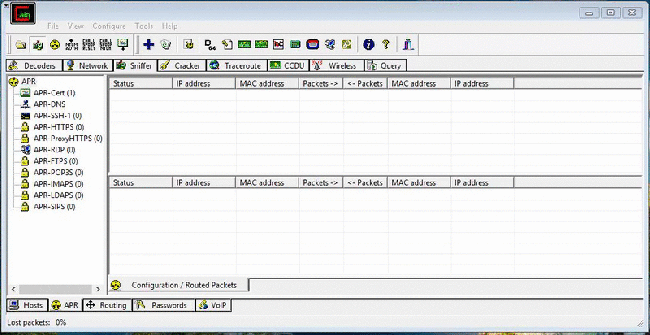 File View Configure Tools Help
Decoders Network Sniffer Cracker Traceroute CCDU Wireless Query
APR
APR-Cert (1)
APR-DNS
APR-SSH-1 (0)
APR-HTTPS (0)
APR-ProxyHTTPS (0)
APR-RDP (0)
APR-FTPS (0)
APR-POP3S (0)
APR-IMAPS (0)
APR-LDAPS (0)
APR-SIPS (0)
Status IP address MAC address Packets -> <- Packets MAC address IP address
Status IP address MAC address Packets -> <- Packets MAC address IP address
Configuration / Routed Packets
Hosts APR Routing Passwords VoIP
Lost packets: 0%